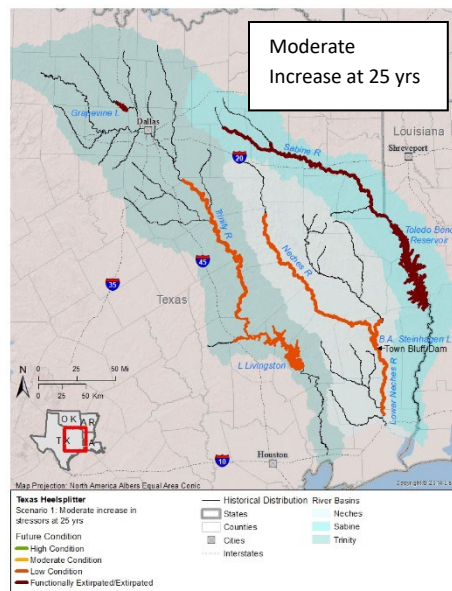 Moderate
Increase at 25 yrs
Grapevine L
Dallas
Louisiana
Shreveport
20
Sabine R
Toledo Bend
Reservoir
Trinity R
Neches R
45
35
Texas
B.A. Steinhagen L
Town Bluff Dam
L Livingston
Lower Neches R
N
0 25 50 Mi
0 25 50 Km
OK AR
TX LA
10
Houston
Map Projection: North America Albers Equal Area Conic
Texas Heelsplitter
Scenario 1: Moderate increase in
stressors at 25 yrs
Future Condition
High Condition
Moderate Condition
Low Condition
Functionally Extirpated/Extirpated
Historical Distribution
States
Counties
Cities
Interstates
River Basins
Neches
Sabine
Trinity